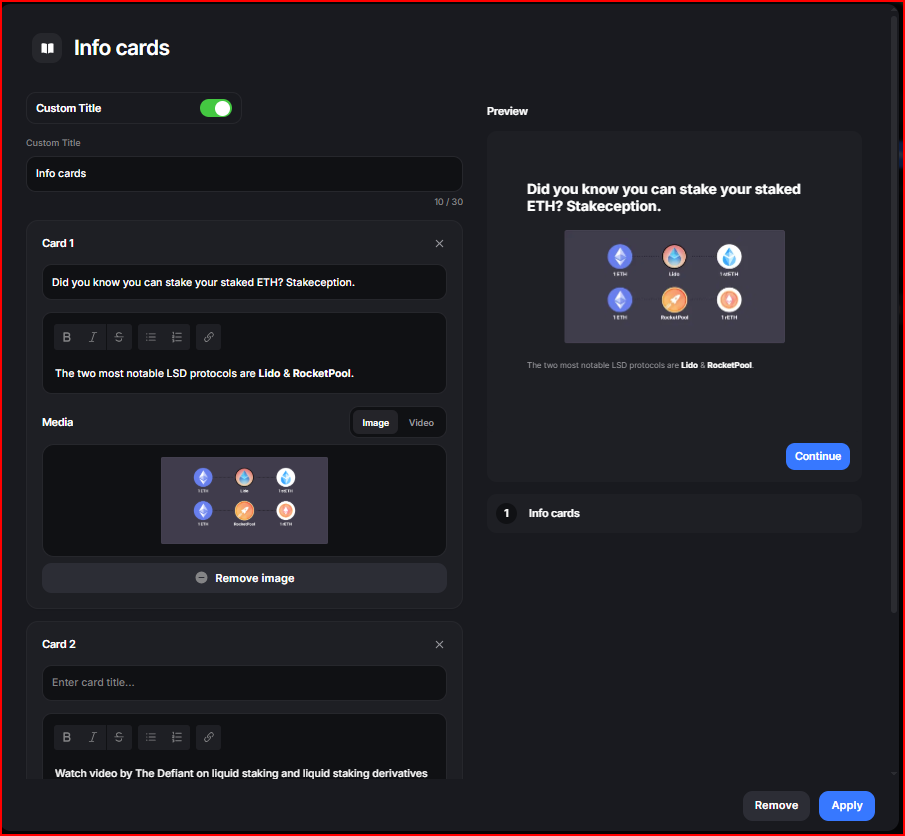 Info cards
Custom Title
Custom Title
Info cards
10 / 30
Card 1
Did you know you can stake your staked ETH? Stakeception.
B I S
The two most notable LSD protocols are Lido & RocketPool.
Media
Image Video
1 ETH Lido 1 stETH
1 ETH RocketPool 1 rETH
Remove image
Card 2
Enter card title...
B I S
Watch video by The Defiant on liquid staking and liquid staking derivatives
Preview
Did you know you can stake your staked
ETH? Stakeception.
1 ETH Lido 1 stETH
1 ETH RocketPool 1 rETH
The two most notable LSD protocols are Lido & RocketPool.
Continue
1 Info cards
Remove Apply